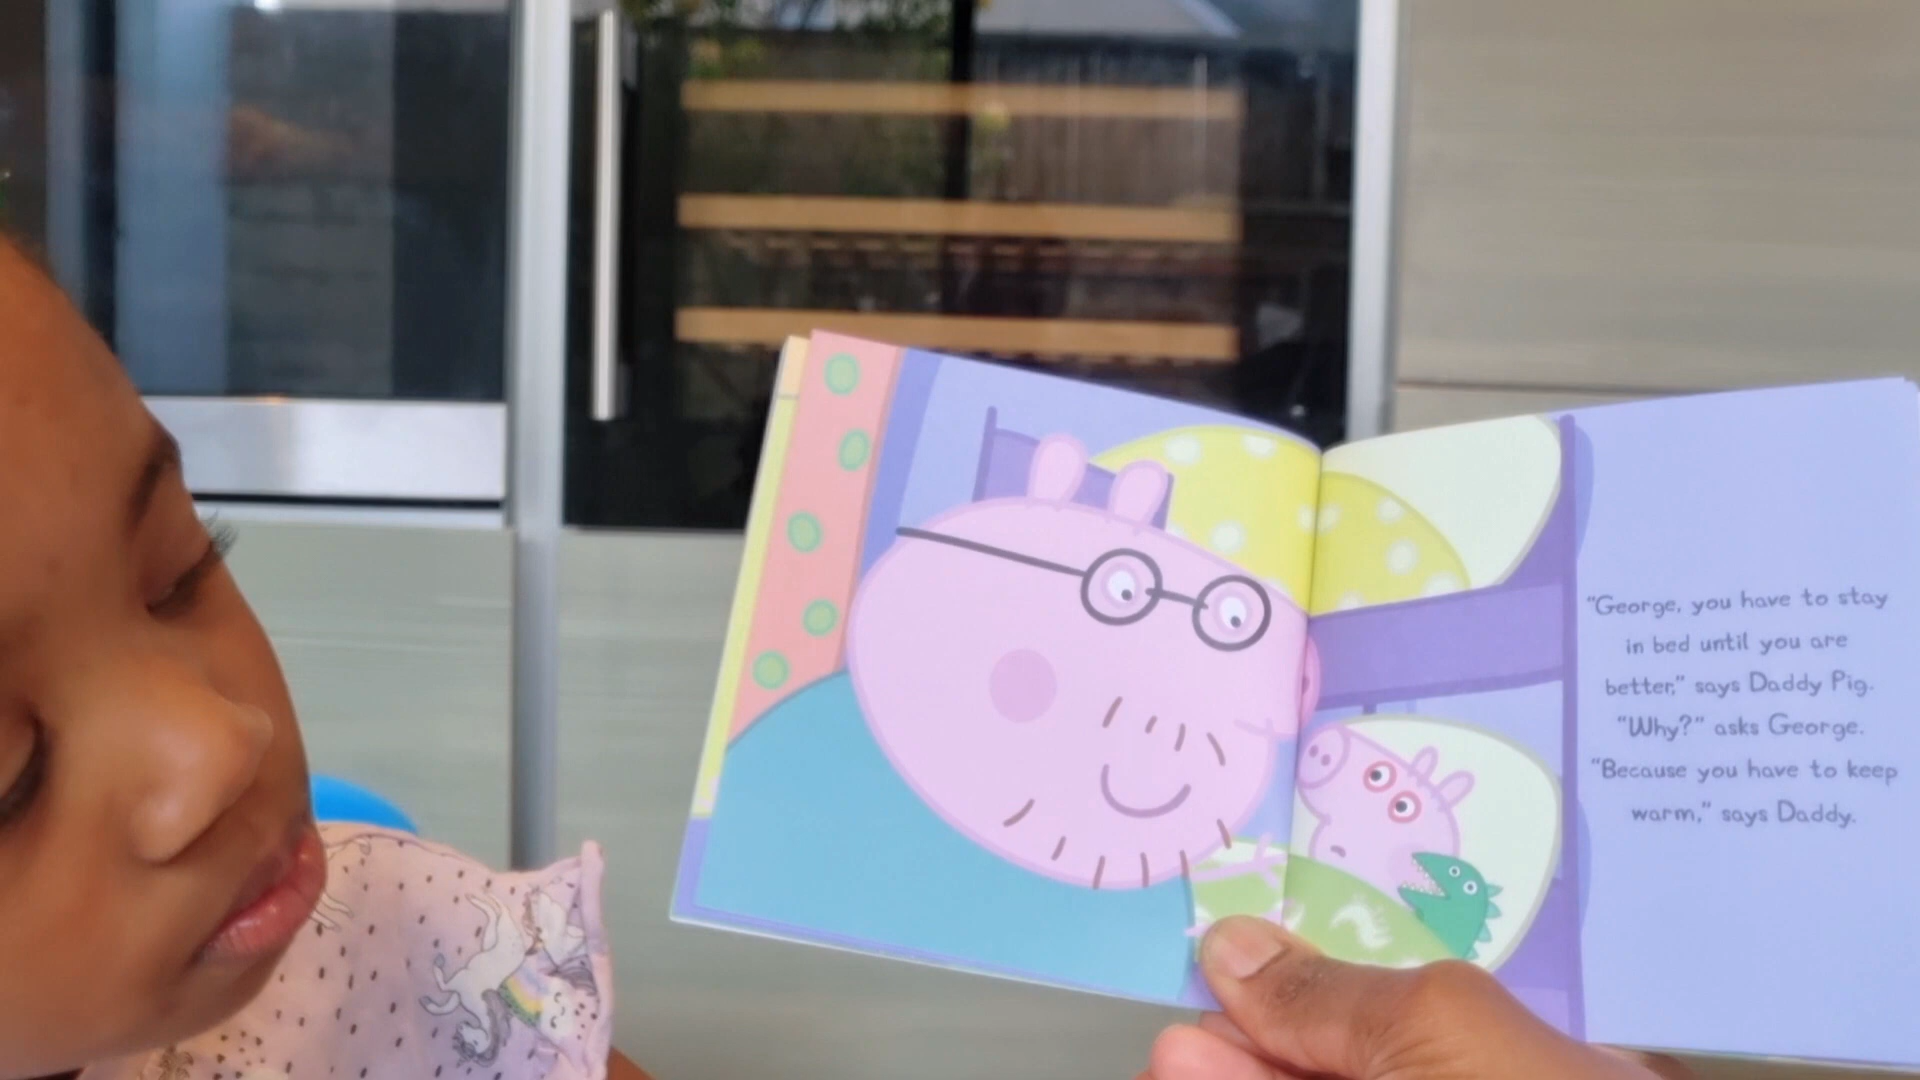 "George, you have to stay
in bed until you are
better," says Daddy Pig.
"Why?" asks George.
"Because you have to keep
warm," says Daddy.